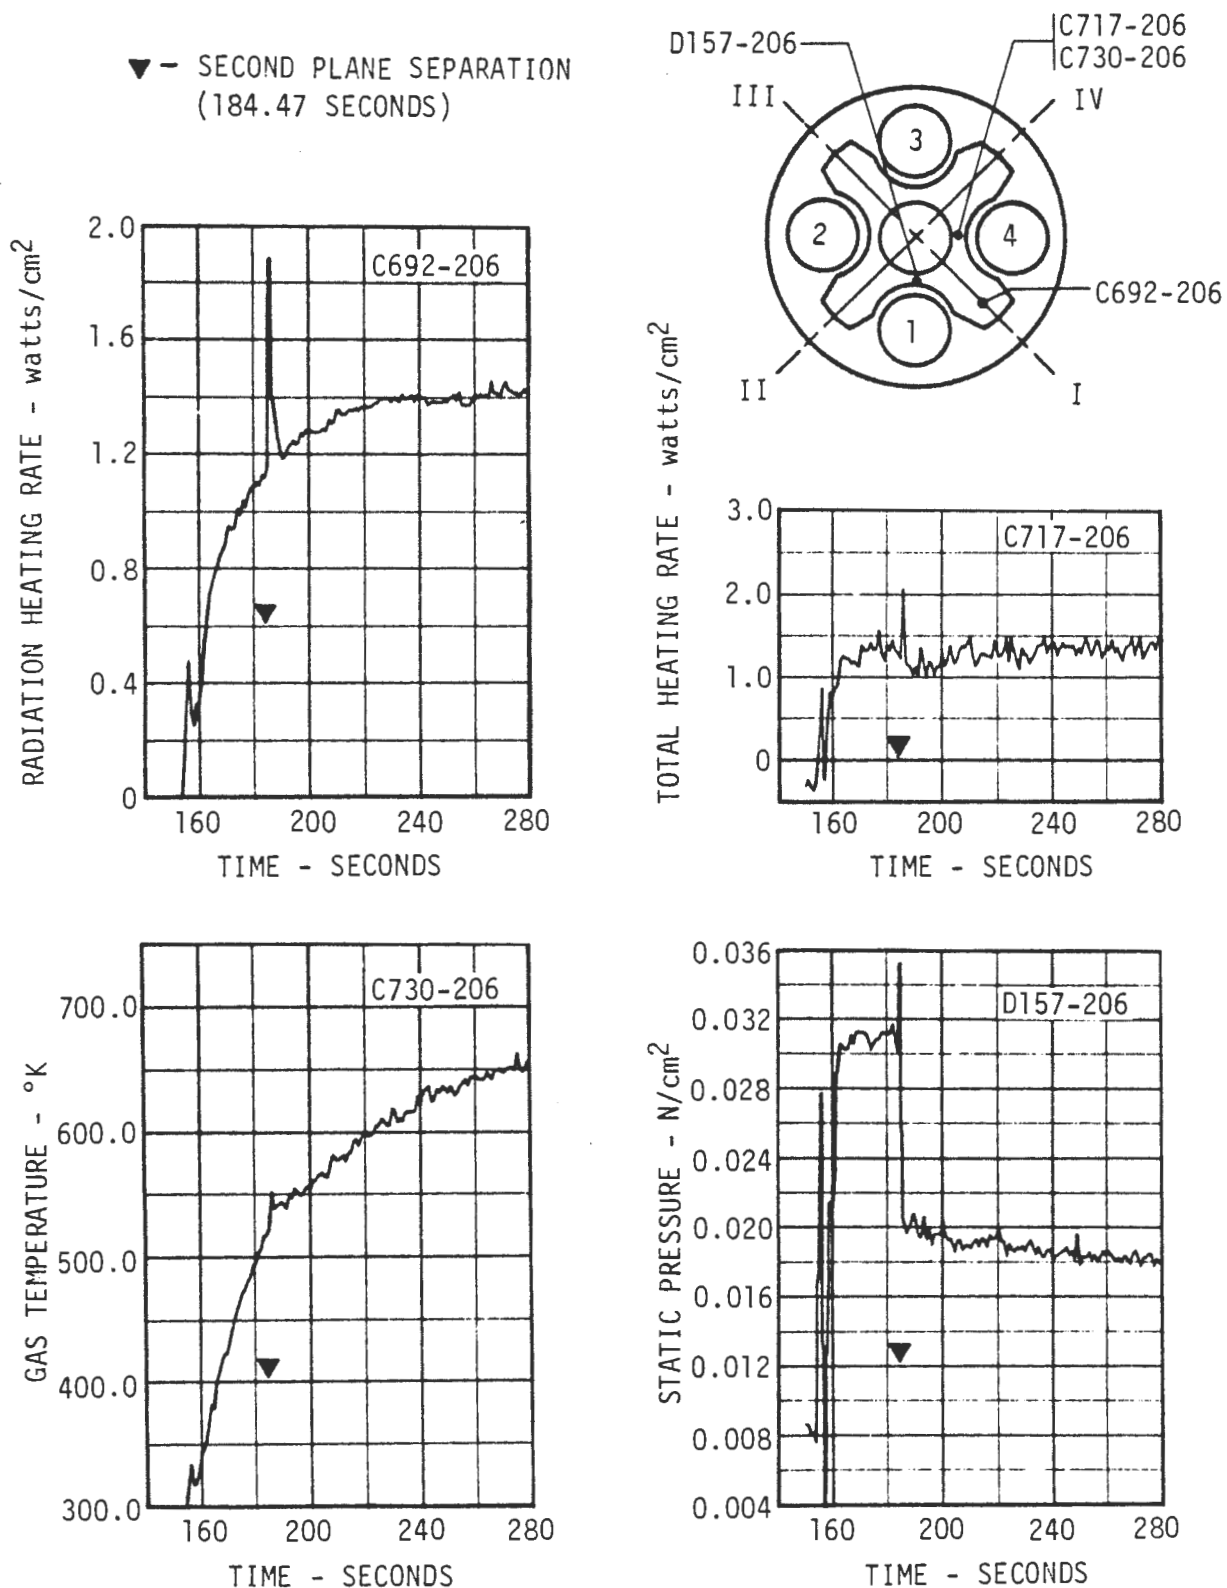 ▼ - SECOND PLANE SEPARATION
(184.47 SECONDS)
D157-206
C717-206
C730-206
III
IV
3
2
4
1
C692-206
II
I
RADIATION HEATING RATE - watts/cm²
2.0
1.6
1.2
0.8
0.4
0
C692-206
160 200 240 280
TIME - SECONDS
TOTAL HEATING RATE - watts/cm²
3.0
2.0
1.0
0
C717-206
160 200 240 280
TIME - SECONDS
GAS TEMPERATURE - °K
700.0
600.0
500.0
400.0
300.0
C730-206
160 200 240 280
TIME - SECONDS
STATIC PRESSURE - N/cm²
0.036
0.032
0.028
0.024
0.020
0.016
0.012
0.008
0.004
D157-206
160 200 240 280
TIME - SECONDS